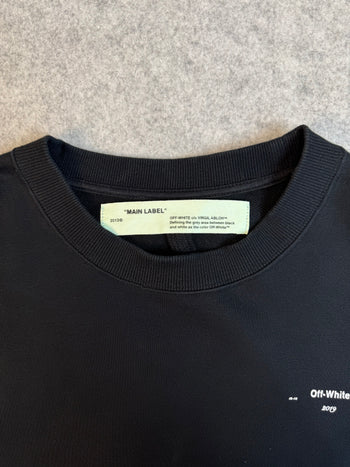 "MAIN LABEL"
2013®
OFF-WHITE c/o VIRGIL ABLOH™
Defining the grey area between black
and white as the color Off-White™
Off-White
2019